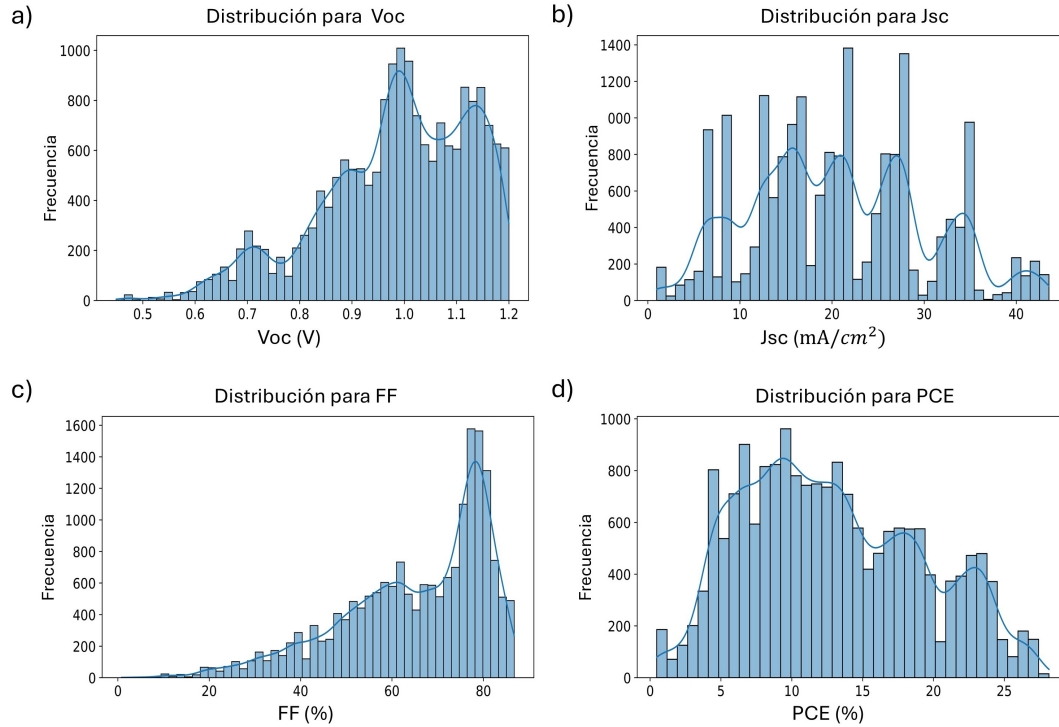 a)
Distribución para Voc
1000
800
600
400
200
0
Frecuencia
0.5 0.6 0.7 0.8 0.9 1.0 1.1 1.2
Voc (V)
b)
Distribución para Jsc
1400
1200
1000
800
600
400
200
0
Frecuencia
0 10 20 30 40
Jsc (mA/cm²)
c)
Distribución para FF
1600
1400
1200
1000
800
600
400
200
0
Frecuencia
0 20 40 60 80
FF (%)
d)
Distribución para PCE
1000
800
600
400
200
0
Frecuencia
0 5 10 15 20 25
PCE (%)